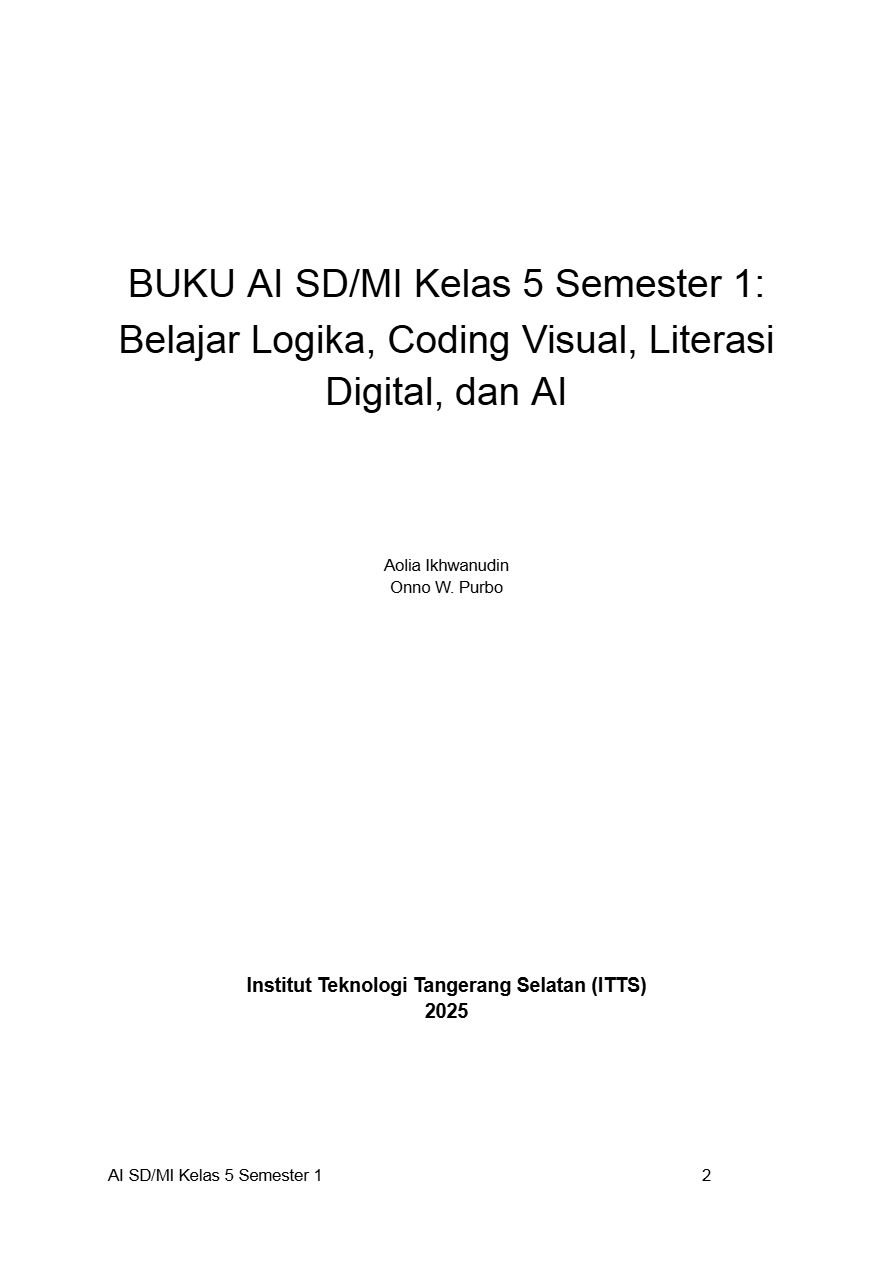 BUKU AI SD/MI Kelas 5 Semester 1:
Belajar Logika, Coding Visual, Literasi
Digital, dan AI
Aolia Ikhwanudin
Onno W. Purbo
Institut Teknologi Tangerang Selatan (ITTS)
2025
AI SD/MI Kelas 5 Semester 1 2